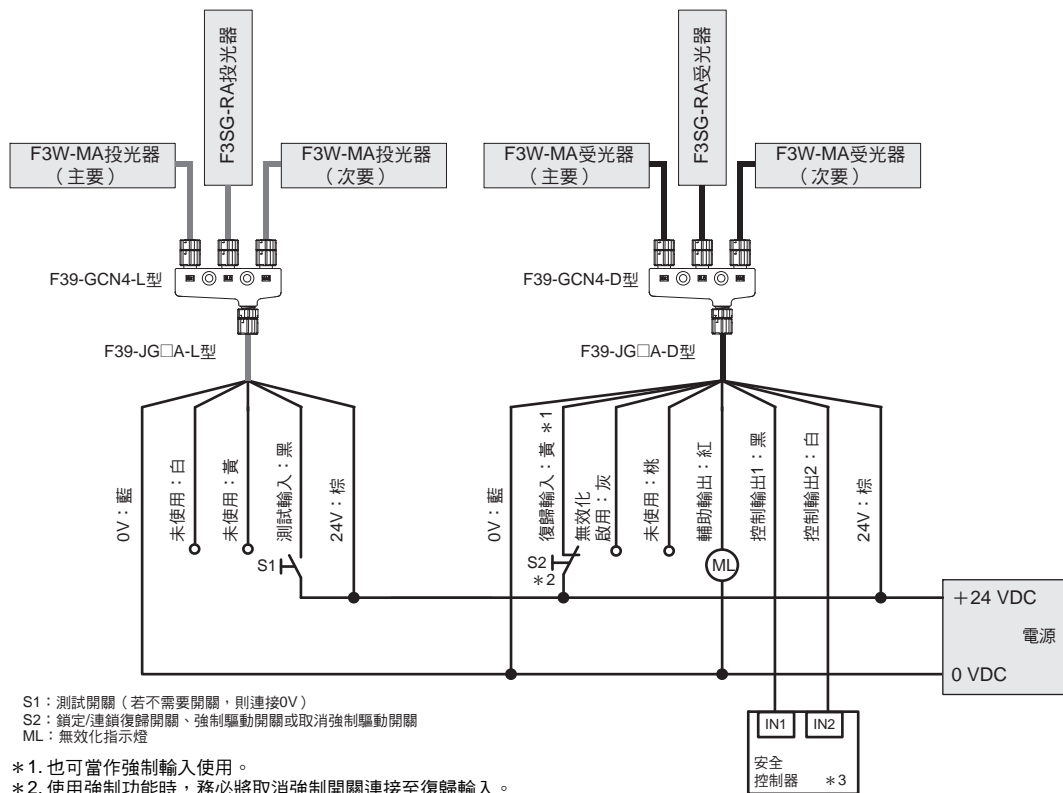 F3SG-RA投光器
F3SG-RA受光器
F3W-MA投光器
（主要）
F3W-MA投光器
（次要）
F3W-MA受光器
（主要）
F3W-MA受光器
（次要）
F39-GCN4-L型
F39-GCN4-D型
F39-JG□A-L型
F39-JG□A-D型
0V：藍
未使用：白
未使用：黃
測試輸入：黑
24V：棕
0V：藍
復歸輸入：黃 *1
無效化
啟用：灰
未使用：桃
輔助輸出：紅
控制輸出1：黑
控制輸出2：白
24V：棕
S1
S2
*2
ML
+24 VDC
電源
0 VDC
IN1
IN2
安全
控制器 *3
S1：測試開關（若不需要開關，則連接0V）
S2：鎖定/連鎖復歸開關、強制驅動開關或取消強制驅動開關
ML：無效化指示燈
*1. 也可當作強制輸入使用。
*2. 使用強制功能時，務必將取消強制開關連接至復歸輸入。